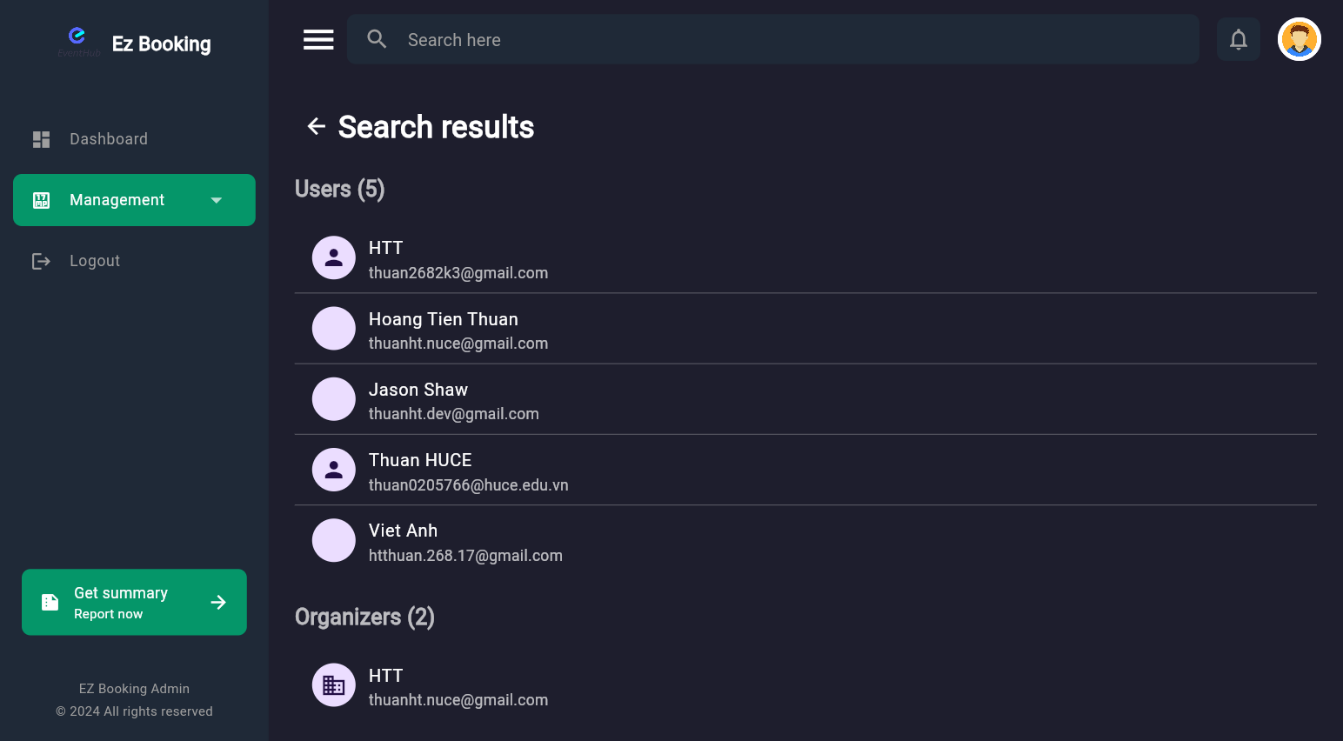 Ez Booking
Search here
Dashboard
Management
Logout
Get summary
Report now
EZ Booking Admin
© 2024 All rights reserved
Search results
Users (5)
HTT
thuan2682k3@gmail.com
Hoang Tien Thuan
thuanht.nuce@gmail.com
Jason Shaw
thuanht.dev@gmail.com
Thuan HUCE
thuan0205766@huce.edu.vn
Viet Anh
htthuan.268.17@gmail.com
Organizers (2)
HTT
thuanht.nuce@gmail.com